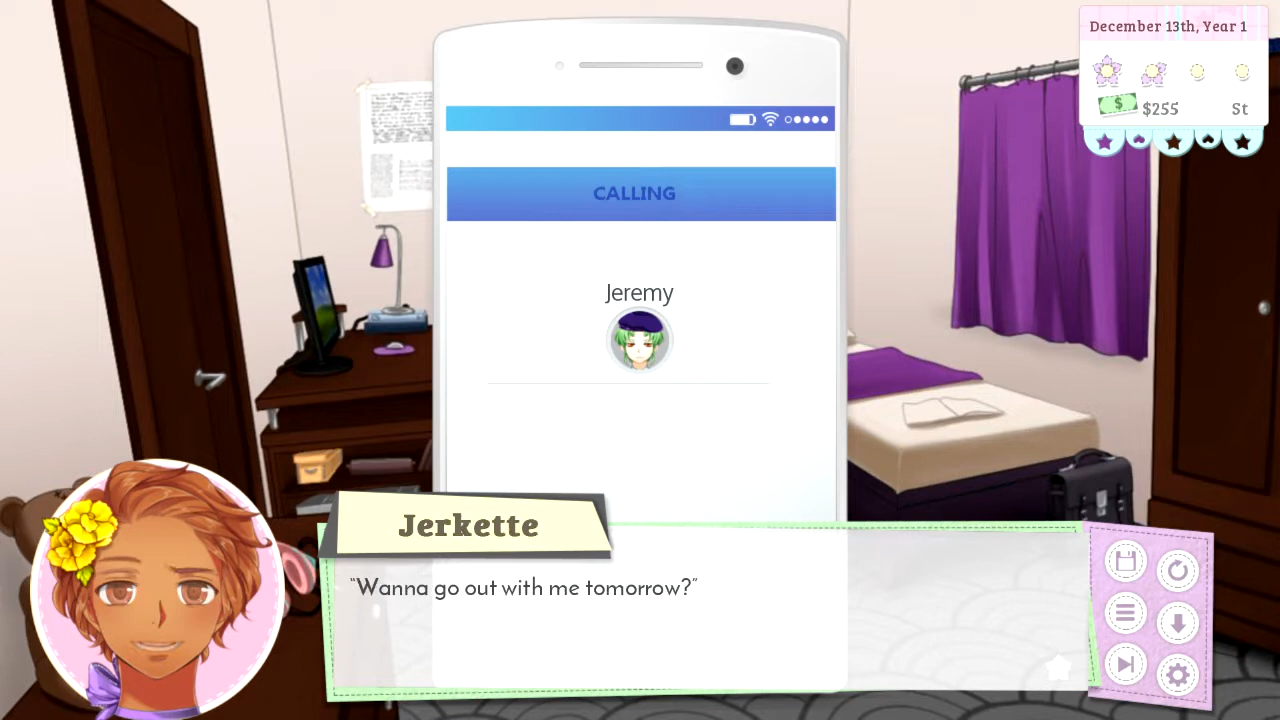 December 13th, Year 1
$
$255
St
CALLING
Jeremy
Jerkette
"Wanna go out with me tomorrow?"